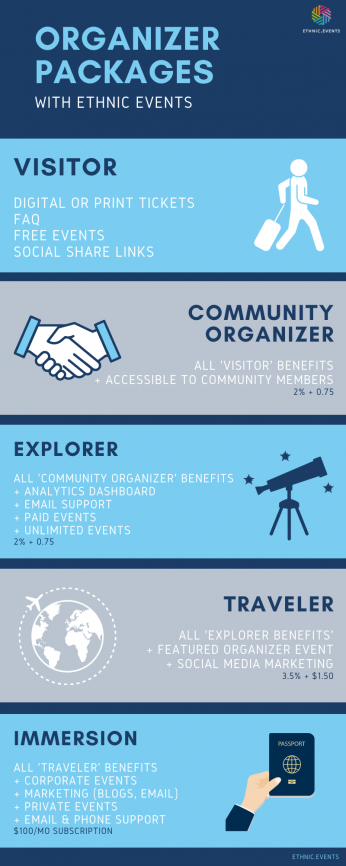 ETHNIC.EVENTS
ORGANIZER
PACKAGES
WITH ETHNIC EVENTS
VISITOR
DIGITAL OR PRINT TICKETS
FAQ
FREE EVENTS
SOCIAL SHARE LINKS
COMMUNITY
ORGANIZER
ALL 'VISITOR' BENEFITS
+ ACCESSIBLE TO COMMUNITY MEMBERS
2% + 0.75
EXPLORER
ALL 'COMMUNITY ORGANIZER' BENEFITS
+ ANALYTICS DASHBOARD
+ EMAIL SUPPORT
+ PAID EVENTS
+ UNLIMITED EVENTS
2% + 0.75
TRAVELER
ALL 'EXPLORER BENEFITS'
+ FEATURED ORGANIZER EVENT
+ SOCIAL MEDIA MARKETING
3.5% + $1.50
IMMERSION
ALL 'TRAVELER' BENEFITS
+ CORPORATE EVENTS
+ MARKETING (BLOGS, EMAIL)
+ PRIVATE EVENTS
+ EMAIL & PHONE SUPPORT
$100/MO SUBSCRIPTION
PASSPORT
ETHNIC.EVENTS